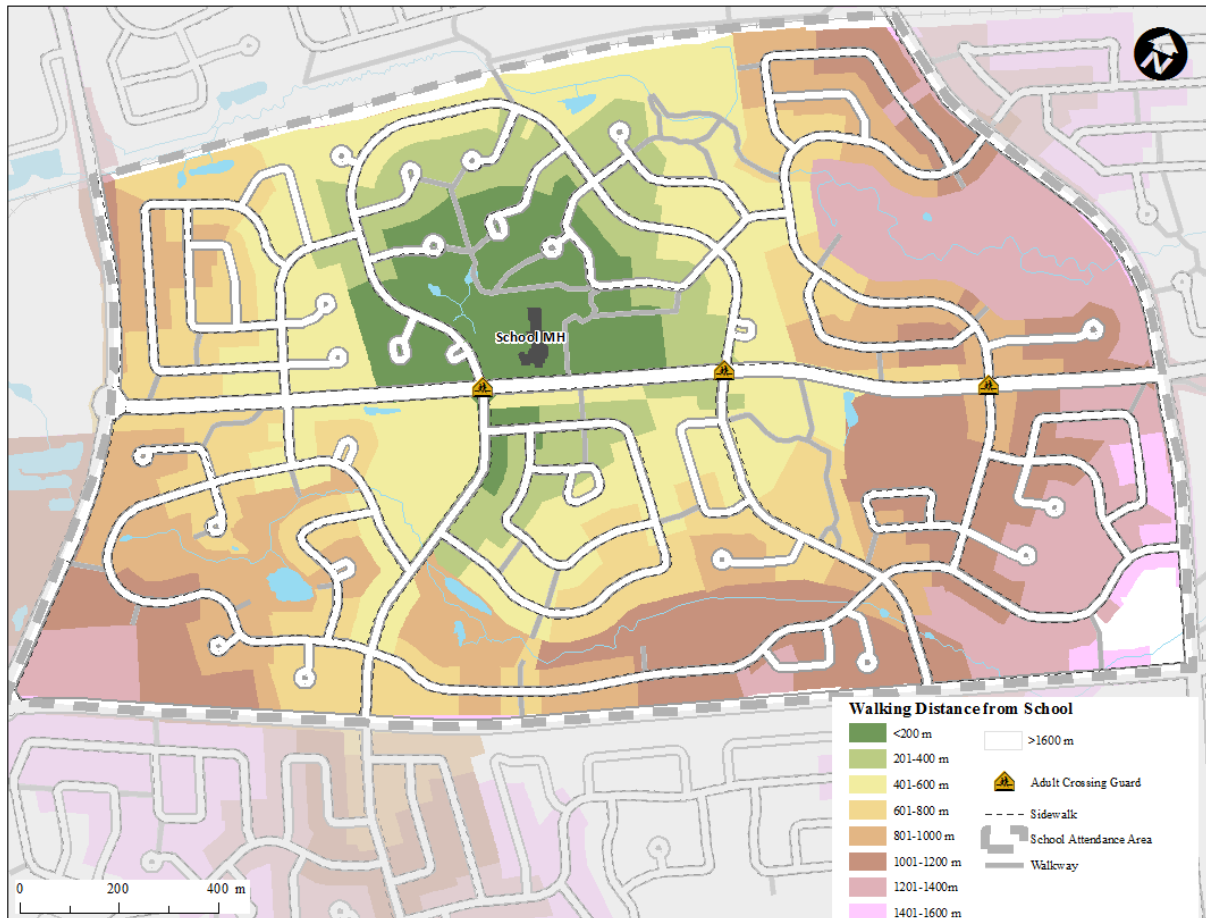 N
School MH
Walking Distance from School
<200 m
201-400 m
401-600 m
601-800 m
801-1000 m
1001-1200 m
1201-1400m
1401-1600 m
>1600 m
Adult Crossing Guard
Sidewalk
School Attendance Area
Walkway
0 200 400 m